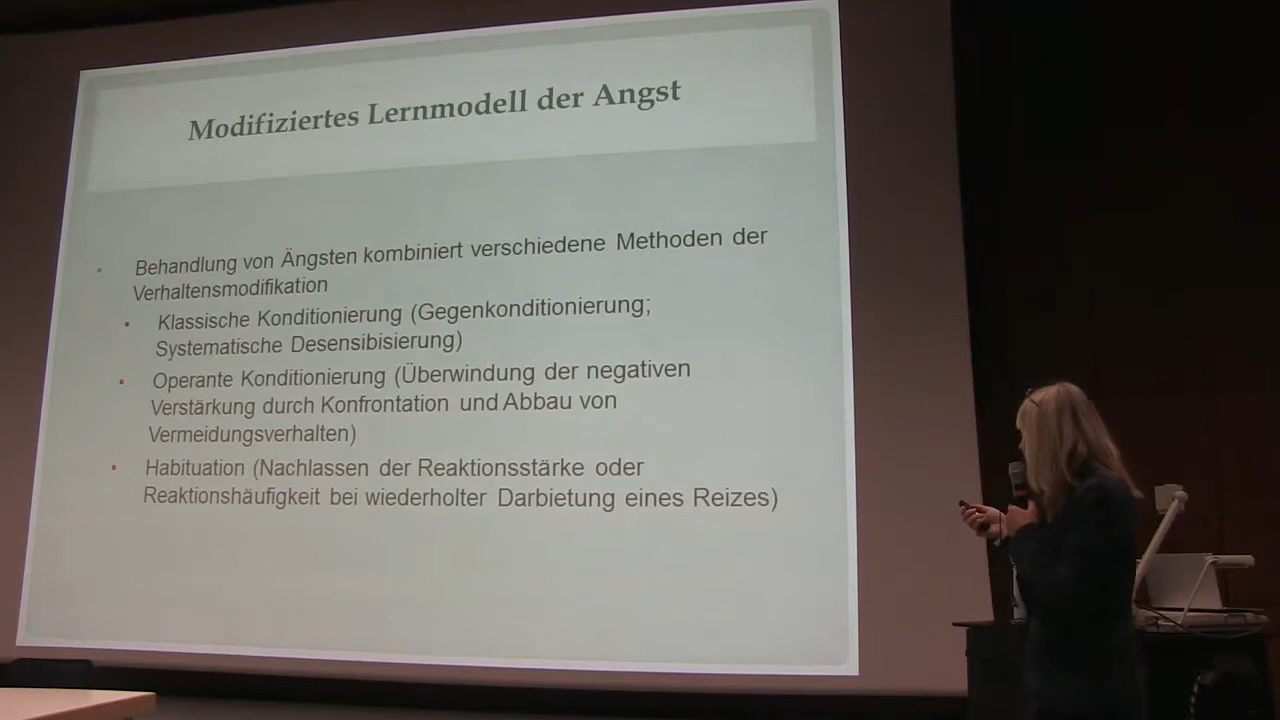 Modifiziertes Lernmodell der Angst
Behandlung von Ängsten kombiniert verschiedene Methoden der
Verhaltensmodifikation
Klassische Konditionierung (Gegenkonditionierung;
Systematische Desensibisierung)
Operante Konditionierung (Überwindung der negativen
Verstärkung durch Konfrontation und Abbau von
Vermeidungsverhalten)
Habituation (Nachlassen der Reaktionsstärke oder
Reaktionshäufigkeit bei wiederholter Darbietung eines Reizes)